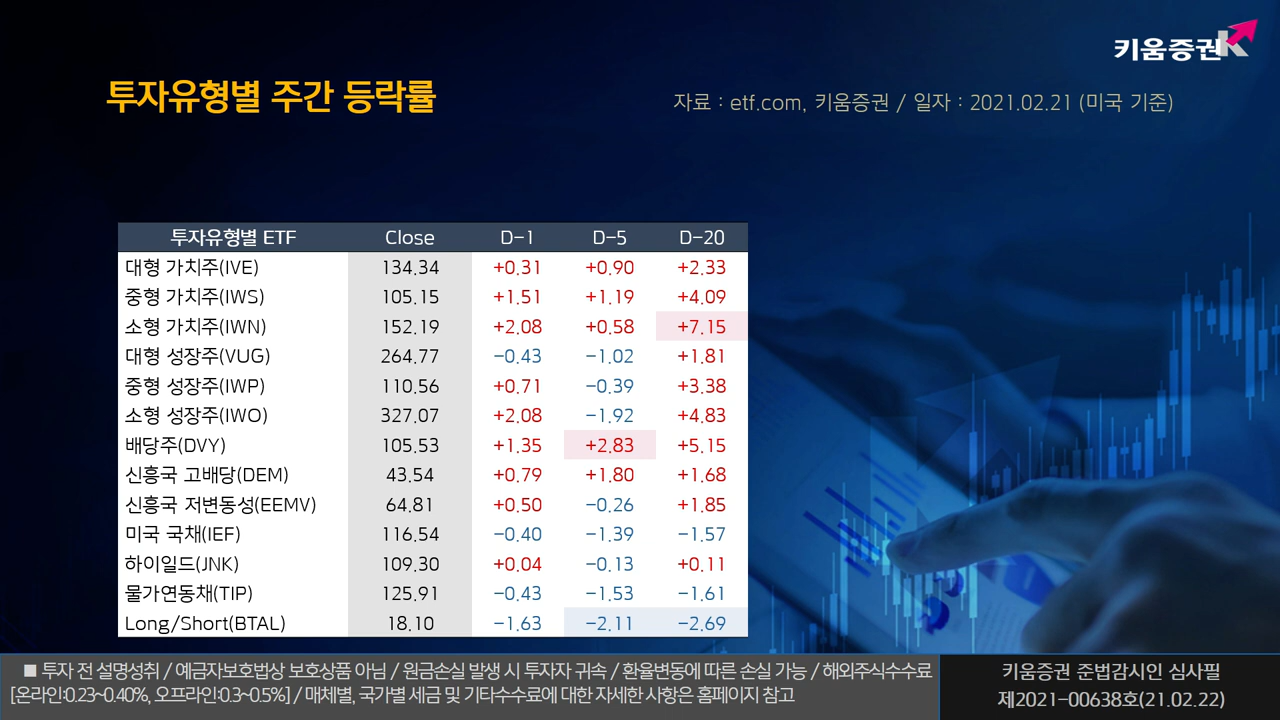 키움증권
투자유형별 주간 등락률
자료 : etf.com, 키움증권 / 일자 : 2021.02.21 (미국 기준)
투자유형별 ETF Close D-1 D-5 D-20
대형 가치주(IVE) 134.34 +0.31 +0.90 +2.33
중형 가치주(IWS) 105.15 +1.51 +1.19 +4.09
소형 가치주(IWN) 152.19 +2.08 +0.58 +7.15
대형 성장주(VUG) 264.77 -0.43 -1.02 +1.81
중형 성장주(IWP) 110.56 +0.71 -0.39 +3.38
소형 성장주(IWO) 327.07 +2.08 -1.92 +4.83
배당주(DVY) 105.53 +1.35 +2.83 +5.15
신흥국 고배당(DEM) 43.54 +0.79 +1.80 +1.68
신흥국 저변동성(EEMV) 64.81 +0.50 -0.26 +1.85
미국 국채(IEF) 116.54 -0.40 -1.39 -1.57
하이일드(JNK) 109.30 +0.04 -0.13 +0.11
물가연동채(TIP) 125.91 -0.43 -1.53 -1.61
Long/Short(BTAL) 18.10 -1.63 -2.11 -2.69
■ 투자 전 설명성취 / 예금자보호법상 보호상품 아님 / 원금손실 발생 시 투자자 귀속 / 환율변동에 따른 손실 가능 / 해외주식수수료
[온라인:0.23~0.40%, 오프라인:0.3~0.5%] / 매체별, 국가별 세금 및 기타수수료에 대한 자세한 사항은 홈페이지 참고
키움증권 준법감시인 심사필
제2021-00638호(21.02.22)